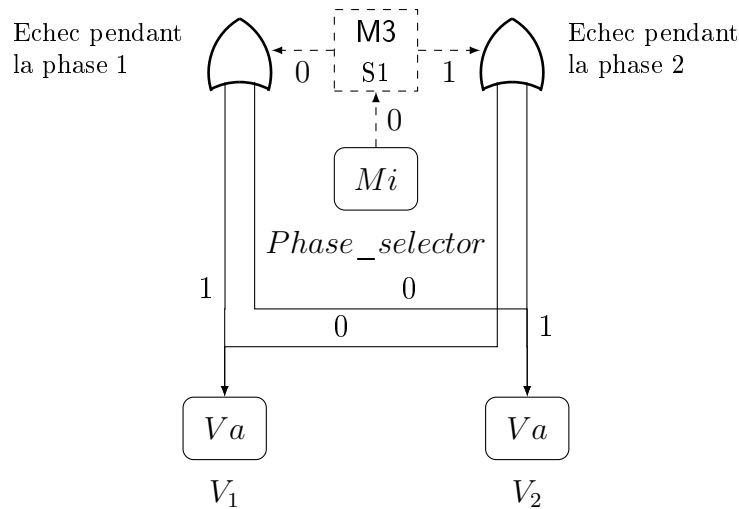 Echec pendant
la phase 1
M3
S1
Echec pendant
la phase 2
0
1
0
Mi
Phase_selector
1
0
0
1
Va
Va
V1
V2